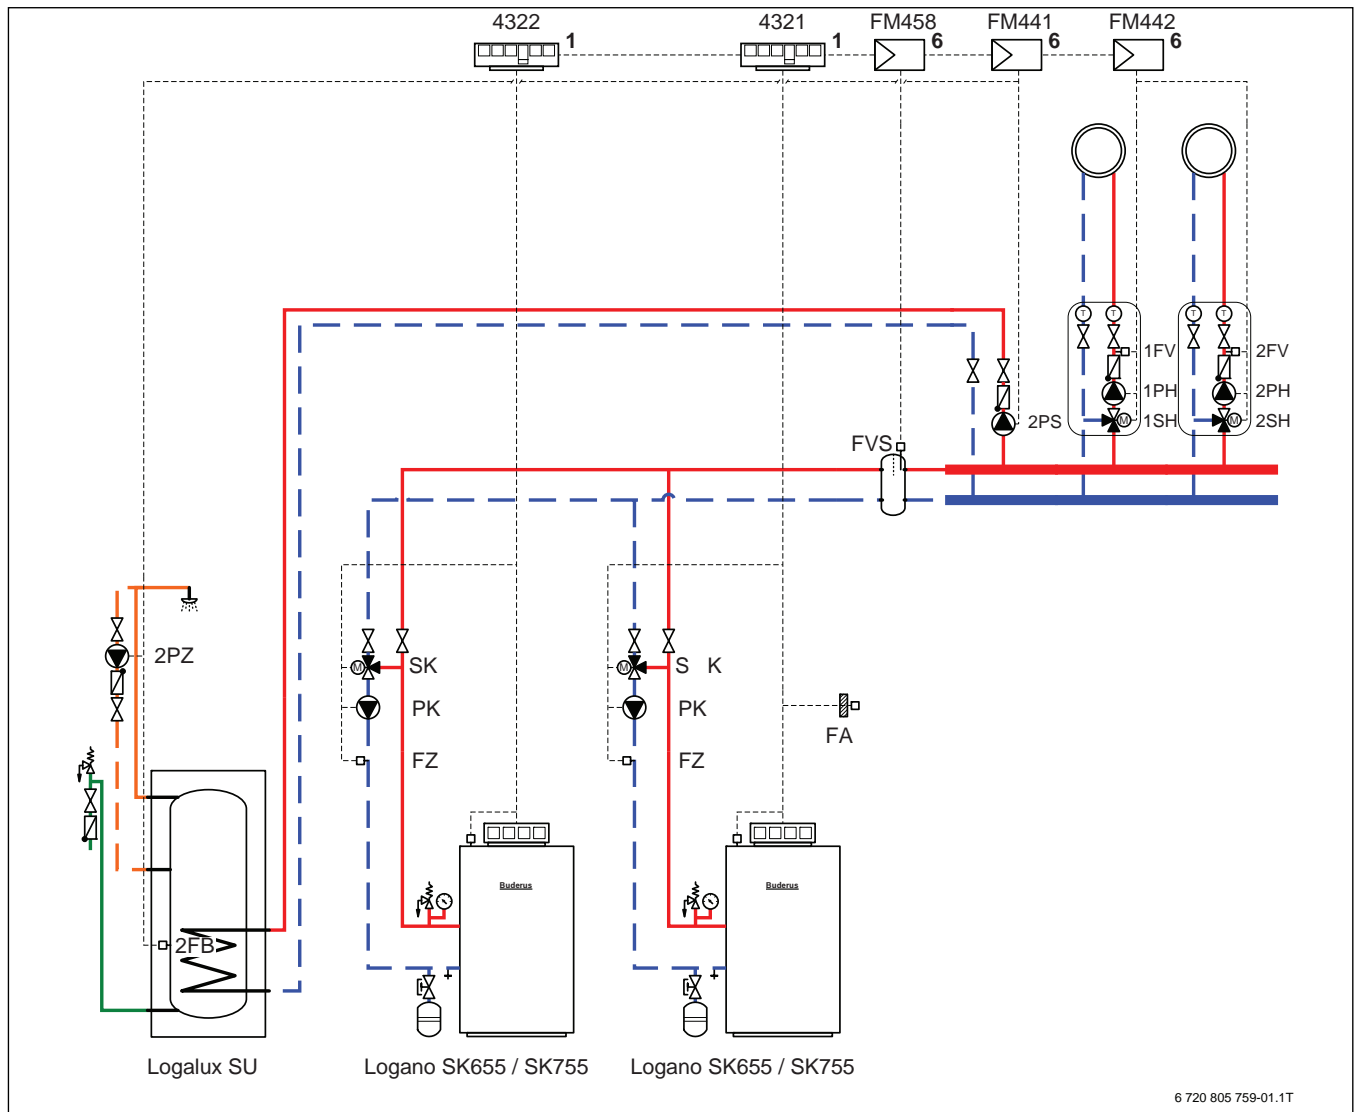 4322
4321
FM458
FM441
FM442
1
1
6
6
6
T
T
T
T
1FV
2FV
1PH
2PH
2PS
M
1SH
M
2SH
FVS
2PZ
M
SK
M
S K
PK
PK
FA
FZ
FZ
Buderus
Buderus
2FB
Logalux SU
Logano SK655 / SK755
Logano SK655 / SK755
6 720 805 759-01.1T